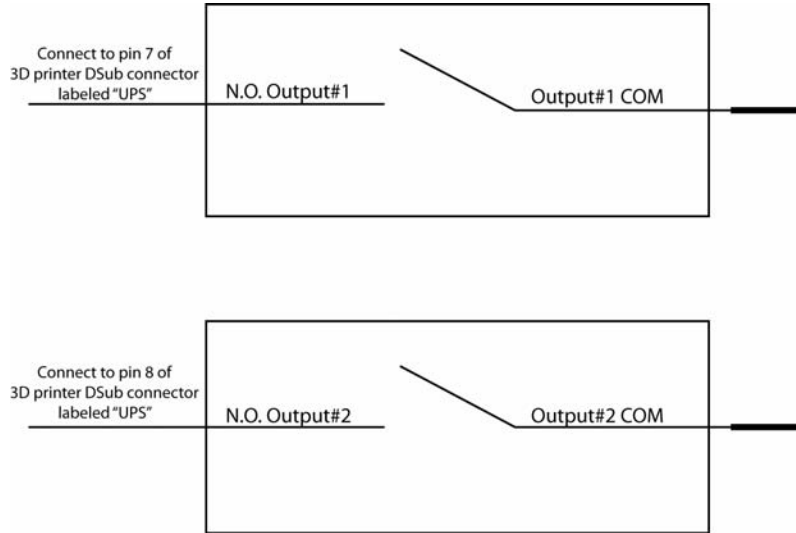 Connect to pin 7 of
3D printer DSub connector
labeled "UPS"
N.O. Output#1
Output#1 COM
Connect to pin 8 of
3D printer DSub connector
labeled "UPS"
N.O. Output#2
Output#2 COM